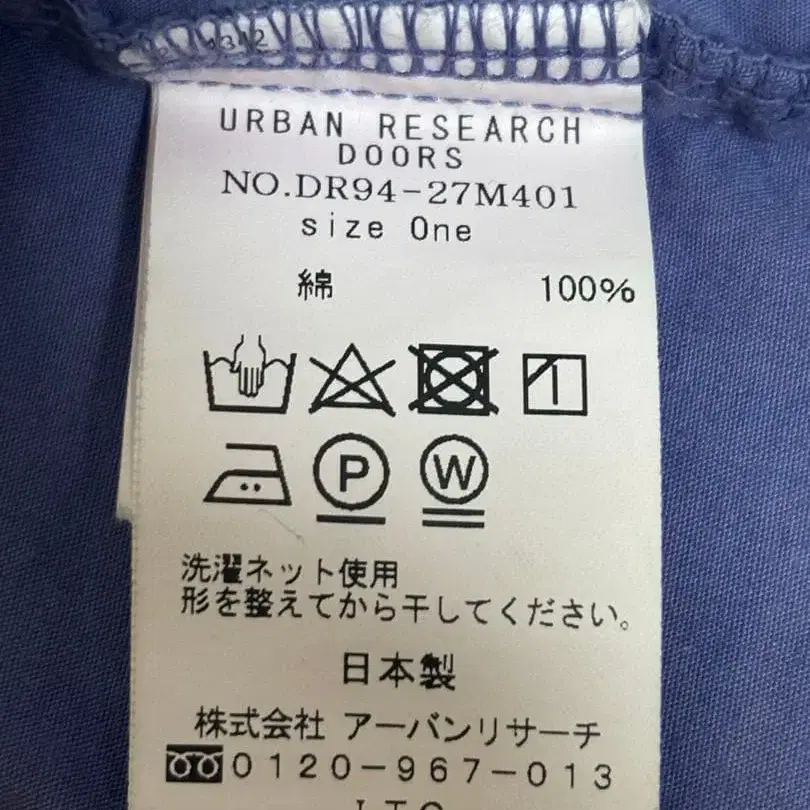 URBAN RESEARCH
DOORS
NO.DR94-27M401
size One
綿 100%
P W
洗濯ネット使用
形を整えてから干してください。
日本製
株式会社 アーバンリサーチ
0120-967-013